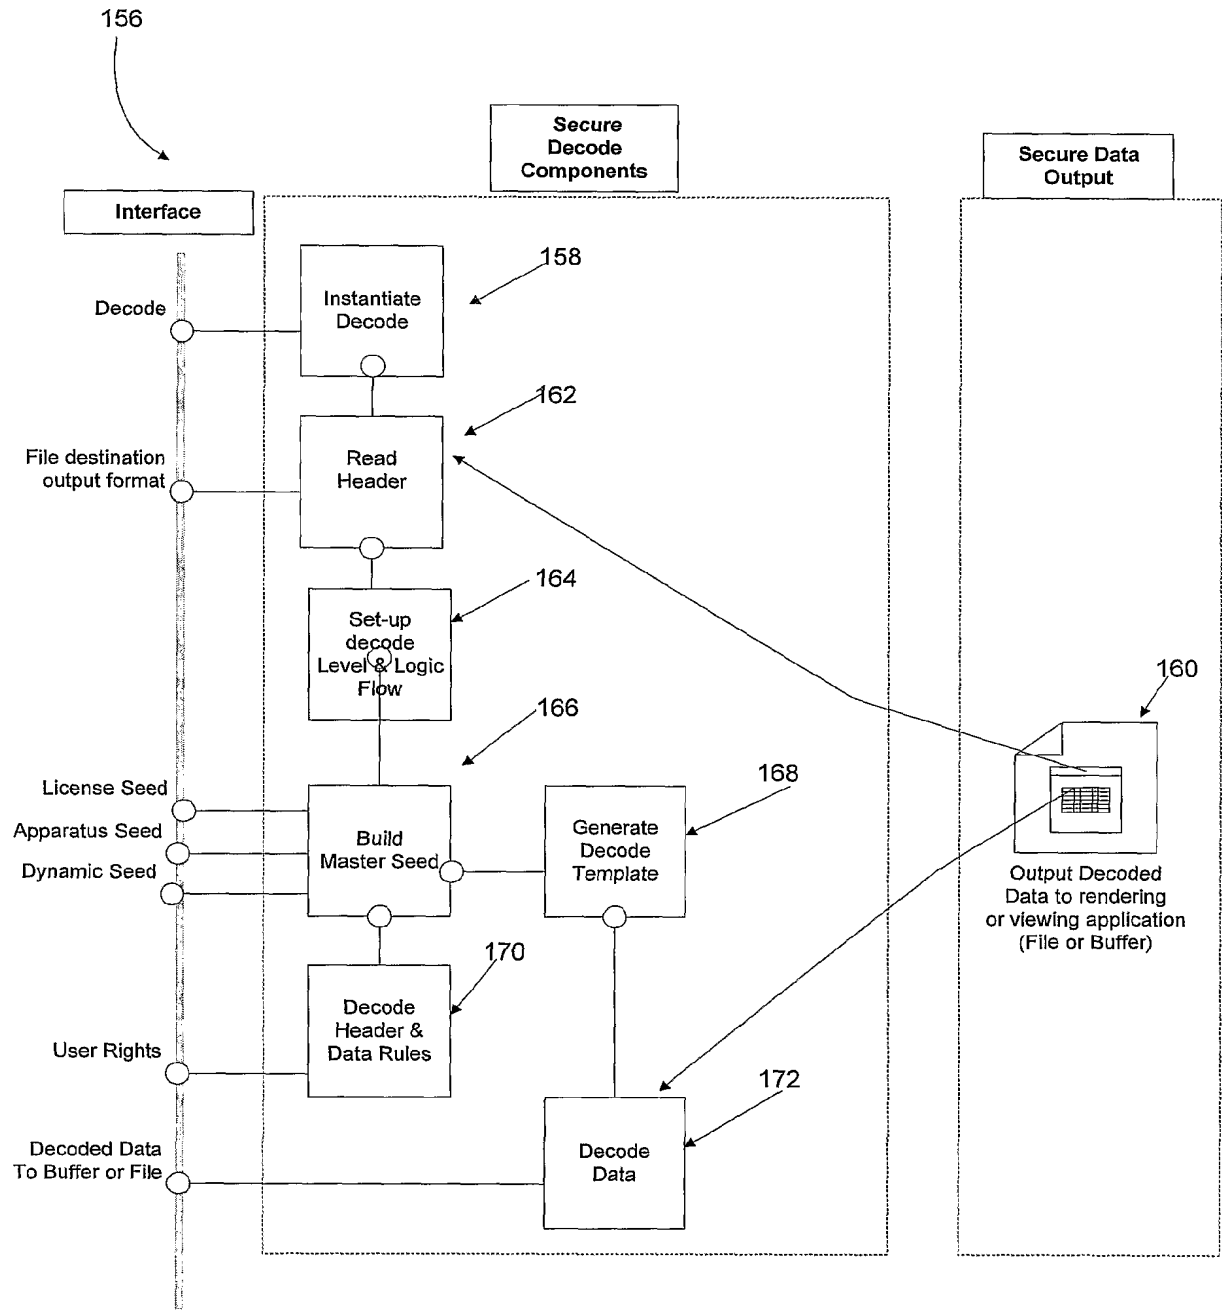 156
Secure
Decode
Components
Secure Data
Output
Interface
158
Instantiate
Decode
Decode
162
Read
Header
File destination
output format
164
Set-up
decode
Level & Logic
Flow
160
166
License Seed
Apparatus Seed
Dynamic Seed
Build
Master Seed
168
Generate
Decode
Template
Output Decoded
Data to rendering
or viewing application
(File or Buffer)
170
Decode
Header &
Data Rules
User Rights
172
Decode
Data
Decoded Data
To Buffer or File